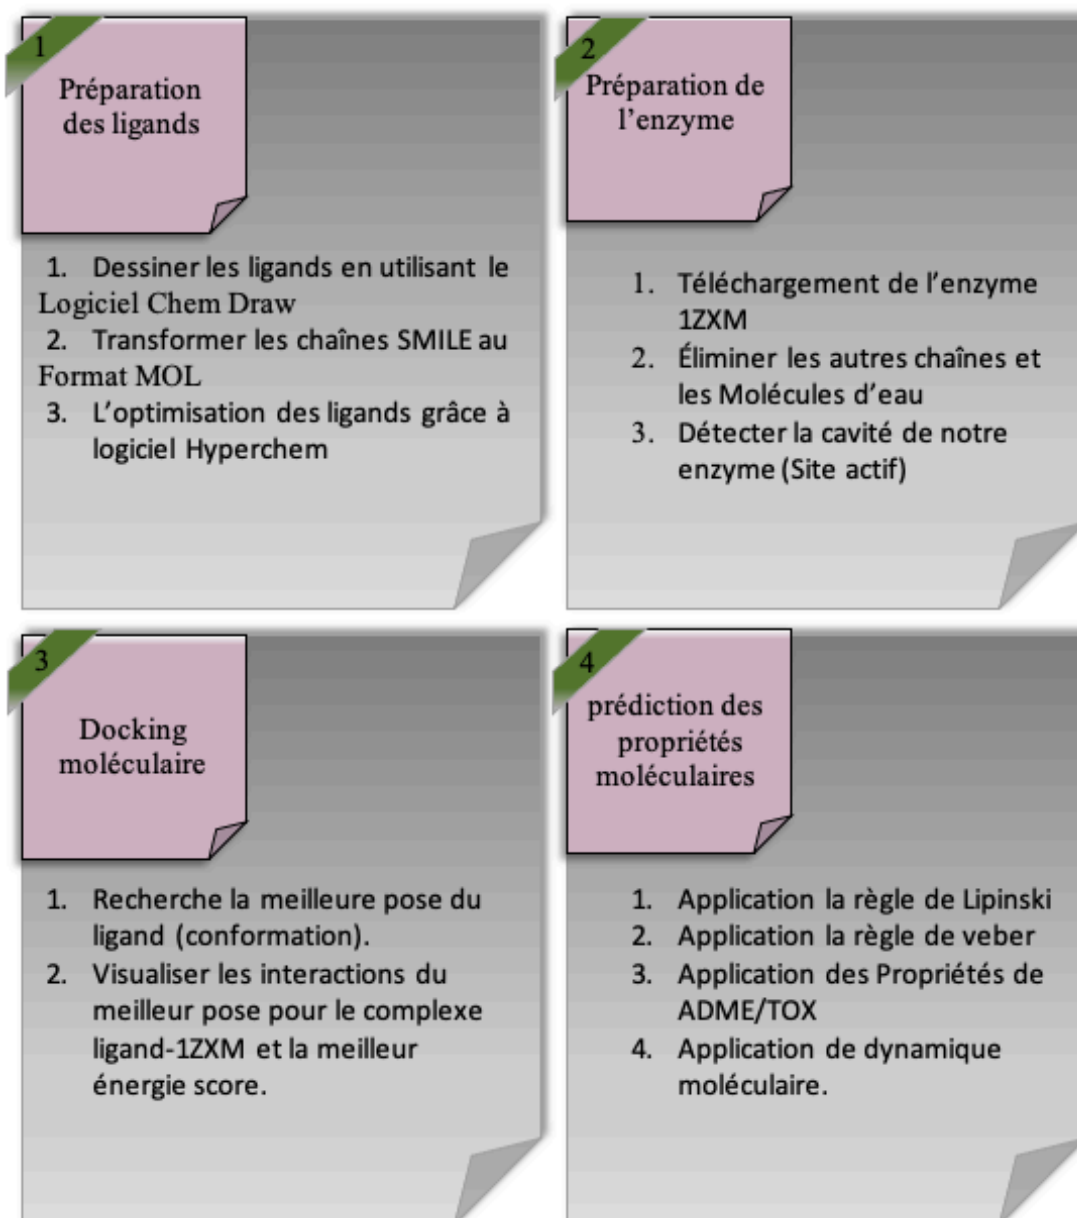 1
Préparation
des ligands
1. Dessiner les ligands en utilisant le
Logiciel Chem Draw
2. Transformer les chaînes SMILE au
Format MOL
3. L’optimisation des ligands grâce à
logiciel Hyperchem
2
Préparation de
l’enzyme
1. Téléchargement de l’enzyme
1ZXM
2. Éliminer les autres chaînes et
les Molécules d’eau
3. Détecter la cavité de notre
enzyme (Site actif)
3
Docking
moléculaire
1. Recherche la meilleure pose du
ligand (conformation).
2. Visualiser les interactions du
meilleur pose pour le complexe
ligand-1ZXM et la meilleur
énergie score.
4
prédiction des
propriétés
moléculaires
1. Application la règle de Lipinski
2. Application la règle de veber
3. Application des Propriétés de
ADME/TOX
4. Application de dynamique
moléculaire.